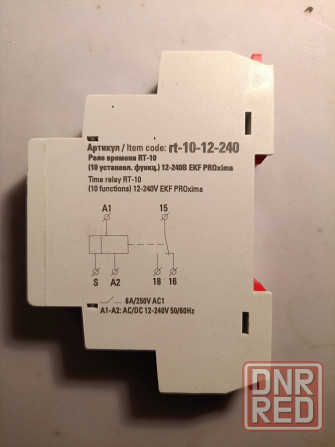 Артикул / Item code: rt-10-12-240
Реле времени RT-10
(10 установл. функц.) 12-240В EKF PROxima
Time relay RT-10
(10 functions) 12-240V EKF PROxima
A1 15
S A2 18 16
8A/250V AC1
A1-A2: AC/DC 12-240V 50/60Hz
DNR
RED